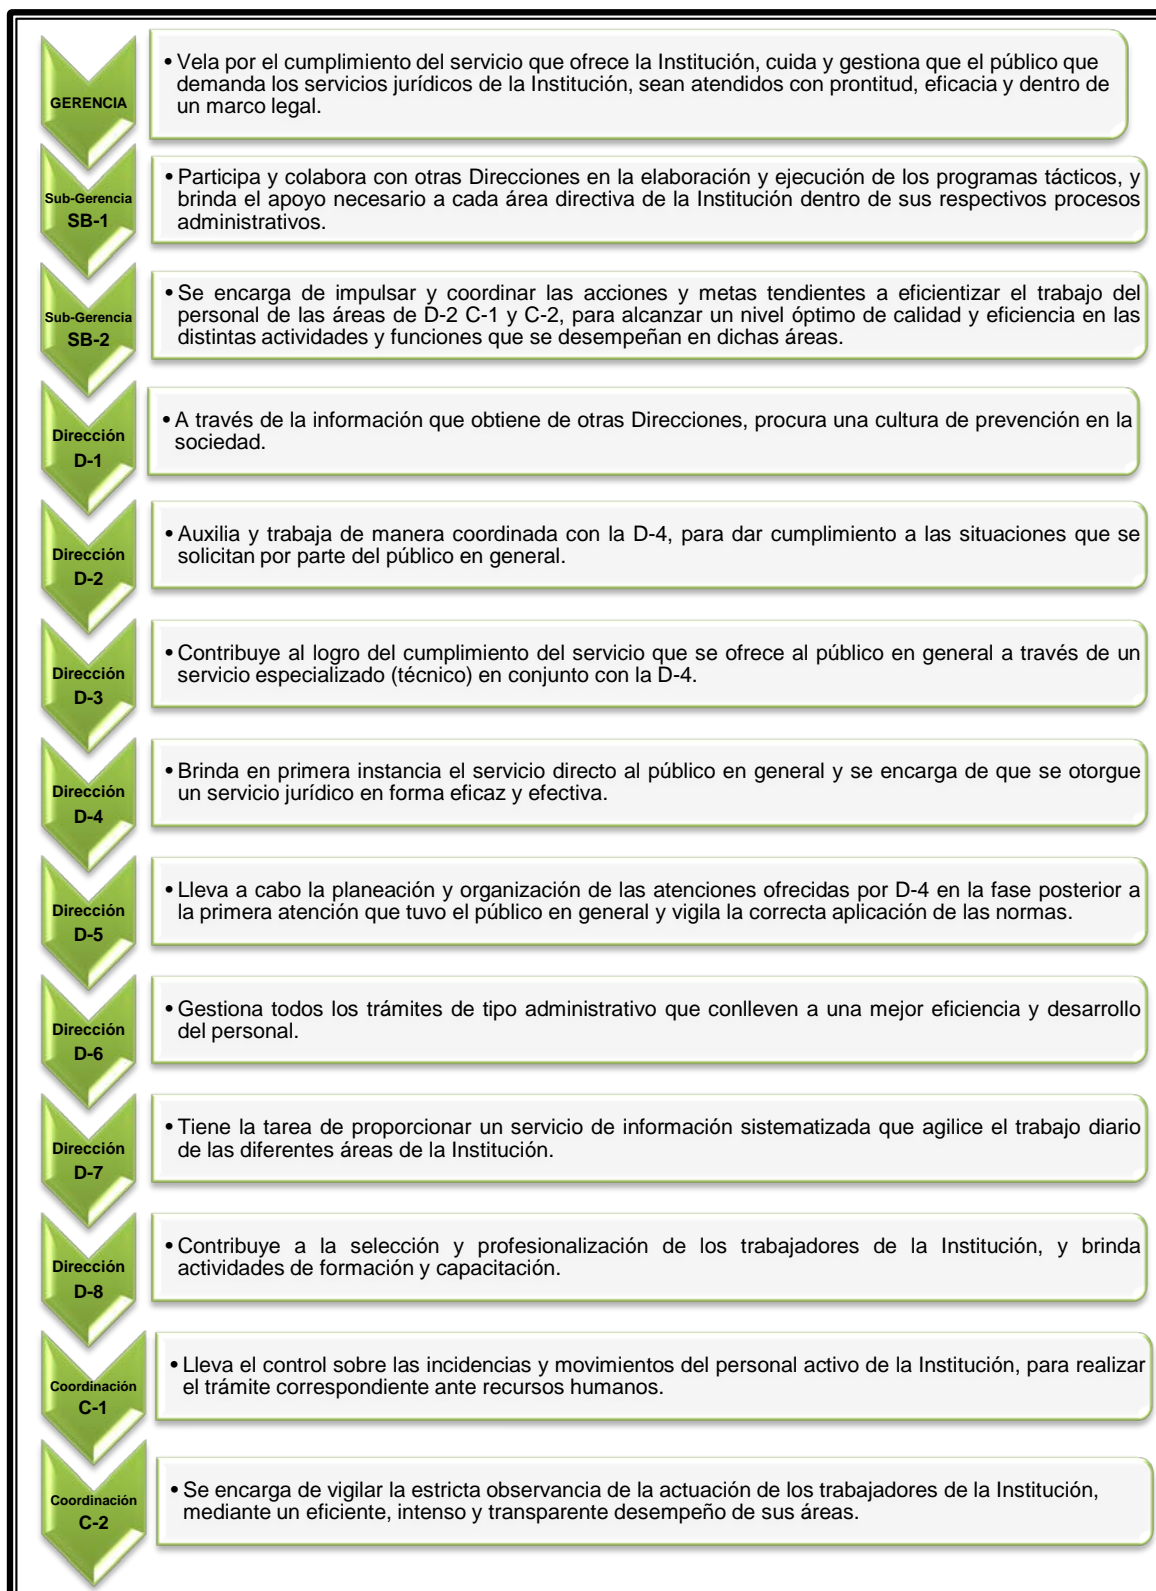 GERENCIA
• Vela por el cumplimiento del servicio que ofrece la Institución, cuida y gestiona que el público que
demanda los servicios jurídicos de la Institución, sean atendidos con prontitud, eficacia y dentro de
un marco legal.
Sub-Gerencia
SB-1
• Participa y colabora con otras Direcciones en la elaboración y ejecución de los programas tácticos, y
brinda el apoyo necesario a cada área directiva de la Institución dentro de sus respectivos procesos
administrativos.
Sub-Gerencia
SB-2
• Se encarga de impulsar y coordinar las acciones y metas tendientes a eficientizar el trabajo del
personal de las áreas de D-2 C-1 y C-2, para alcanzar un nivel óptimo de calidad y eficiencia en las
distintas actividades y funciones que se desempeñan en dichas áreas.
Dirección
D-1
• A través de la información que obtiene de otras Direcciones, procura una cultura de prevención en la
sociedad.
Dirección
D-2
• Auxilia y trabaja de manera coordinada con la D-4, para dar cumplimiento a las situaciones que se
solicitan por parte del público en general.
Dirección
D-3
• Contribuye al logro del cumplimiento del servicio que se ofrece al público en general a través de un
servicio especializado (técnico) en conjunto con la D-4.
Dirección
D-4
• Brinda en primera instancia el servicio directo al público en general y se encarga de que se otorgue
un servicio jurídico en forma eficaz y efectiva.
Dirección
D-5
• Lleva a cabo la planeación y organización de las atenciones ofrecidas por D-4 en la fase posterior a
la primera atención que tuvo el público en general y vigila la correcta aplicación de las normas.
Dirección
D-6
• Gestiona todos los trámites de tipo administrativo que conlleven a una mejor eficiencia y desarrollo
del personal.
Dirección
D-7
• Tiene la tarea de proporcionar un servicio de información sistematizada que agilice el trabajo diario
de las diferentes áreas de la Institución.
Dirección
D-8
• Contribuye a la selección y profesionalización de los trabajadores de la Institución, y brinda
actividades de formación y capacitación.
Coordinación
C-1
• Lleva el control sobre las incidencias y movimientos del personal activo de la Institución, para realizar
el trámite correspondiente ante recursos humanos.
Coordinación
C-2
• Se encarga de vigilar la estricta observancia de la actuación de los trabajadores de la Institución,
mediante un eficiente, intenso y transparente desempeño de sus áreas.